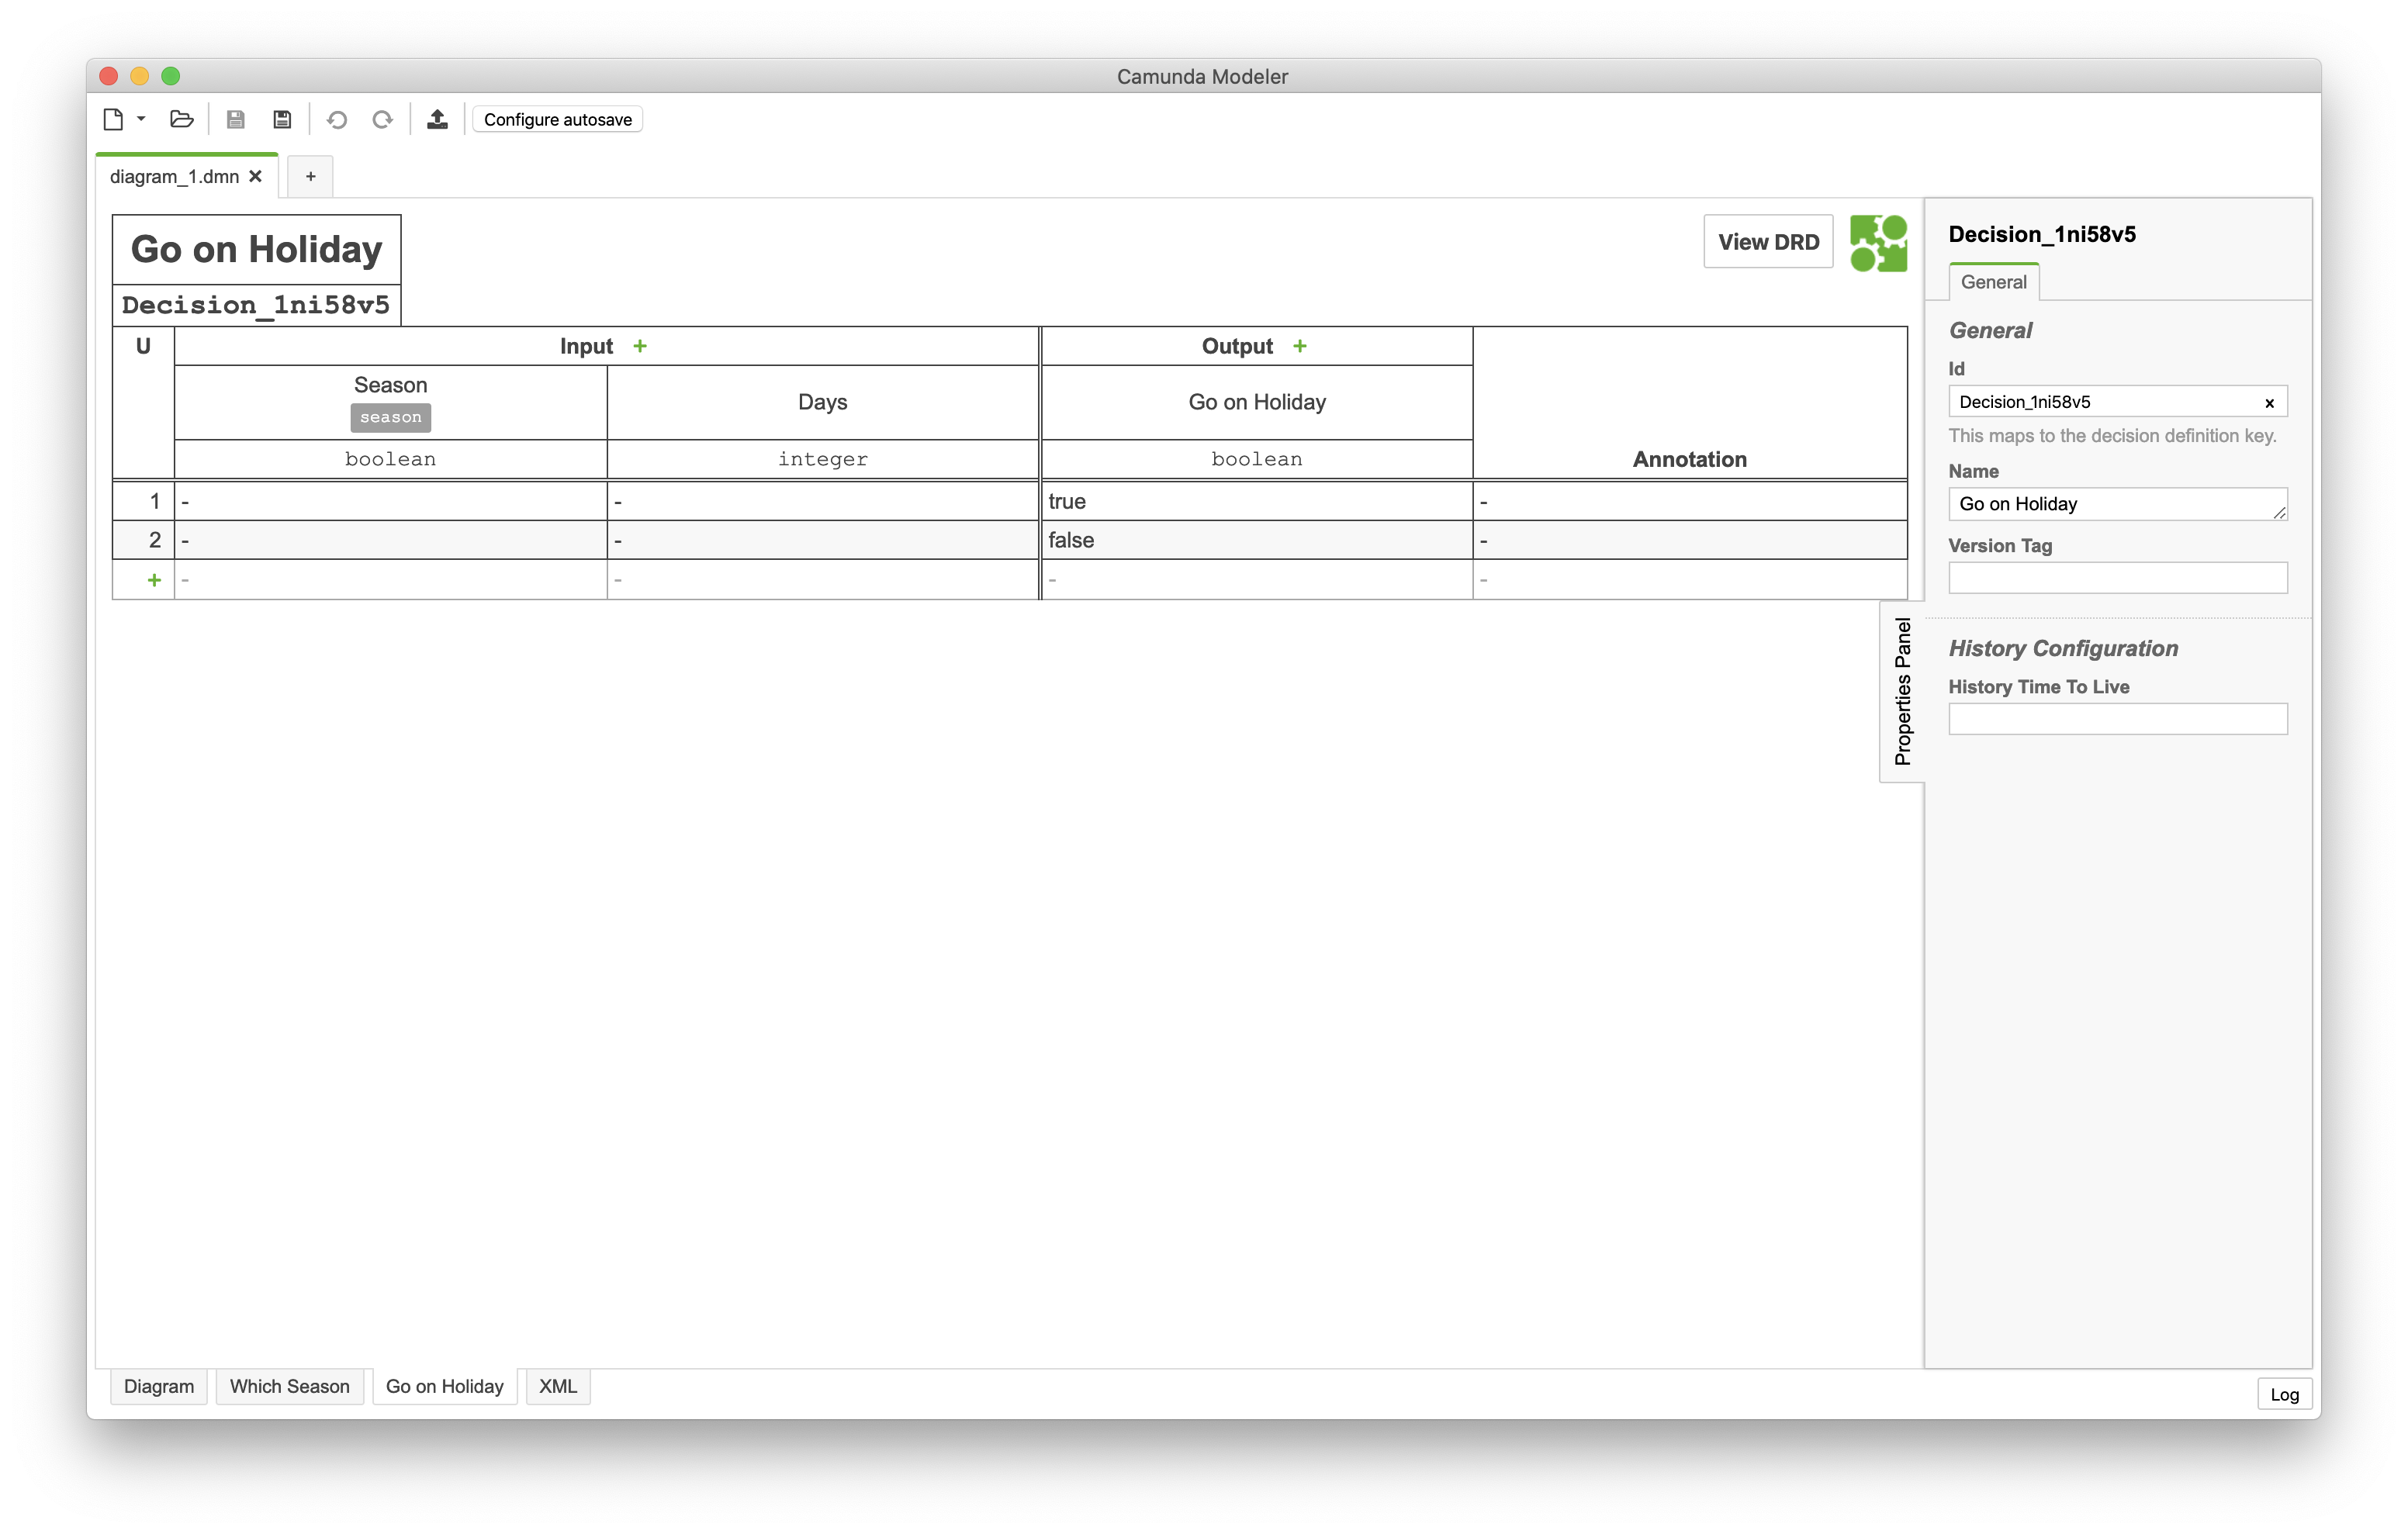 Camunda Modeler
Configure autosave
diagram_1.dmn ✕ +
Go on Holiday
Decision_1ni58v5
View DRD
U Input + Output +
Season
season
Days
Go on Holiday
boolean integer boolean Annotation
1 - - true -
2 - - false -
+ - - - -
Decision_1ni58v5
General
General
Id
Decision_1ni58v5 ×
This maps to the decision definition key.
Name
Go on Holiday
Version Tag
History Configuration
History Time To Live
Properties Panel
Diagram Which Season Go on Holiday XML
Log